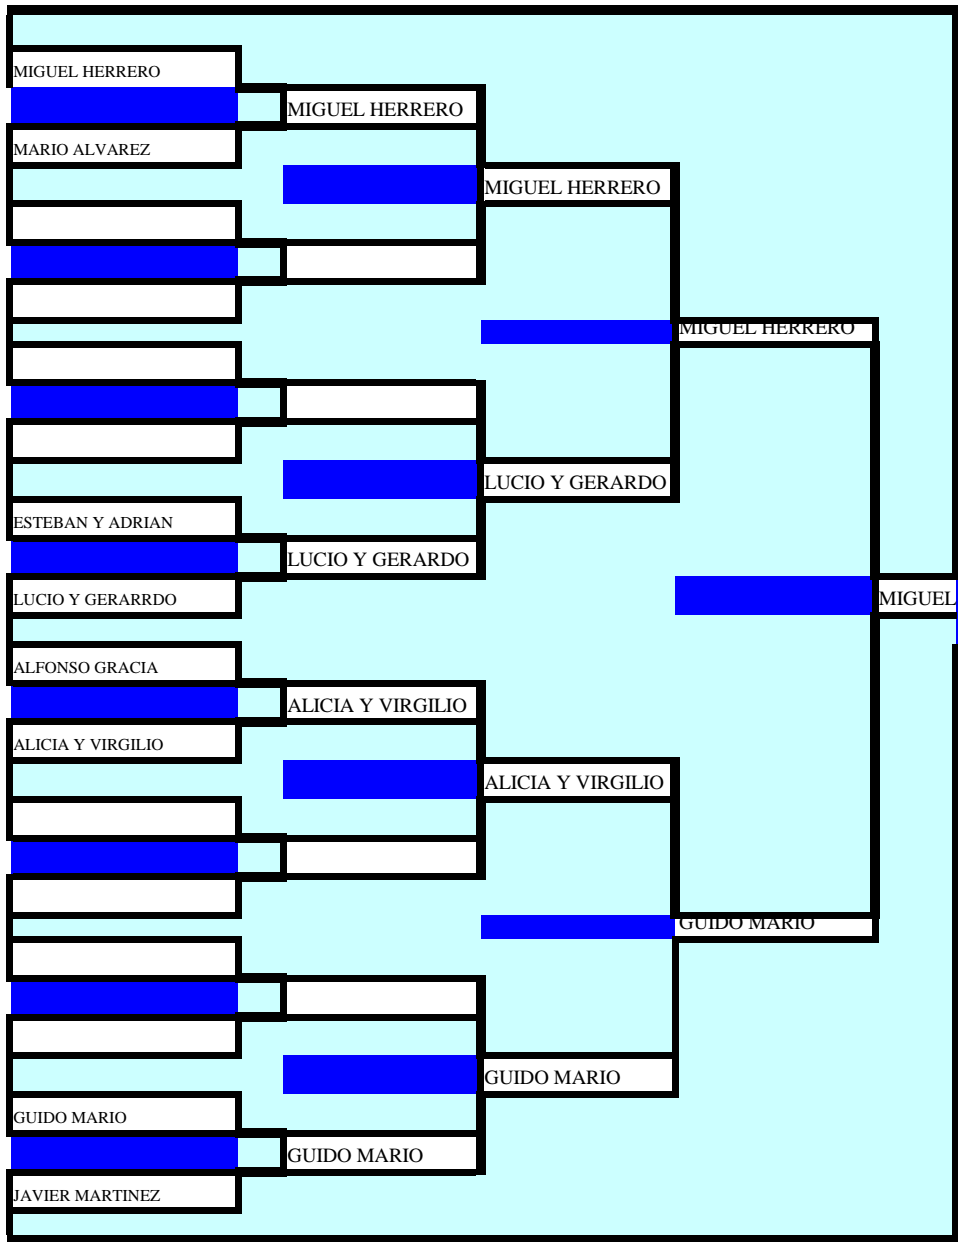 MIGUEL HERRERO
MIGUEL HERRERO
MARIO ALVAREZ
MIGUEL HERRERO
MIGUEL HERRERO
LUCIO Y GERARDO
ESTEBAN Y ADRIAN
LUCIO Y GERARDO
LUCIO Y GERARRDO
MIGUEL
ALFONSO GRACIA
ALICIA Y VIRGILIO
ALICIA Y VIRGILIO
ALICIA Y VIRGILIO
GUIDO MARIO
GUIDO MARIO
GUIDO MARIO
GUIDO MARIO
JAVIER MARTINEZ